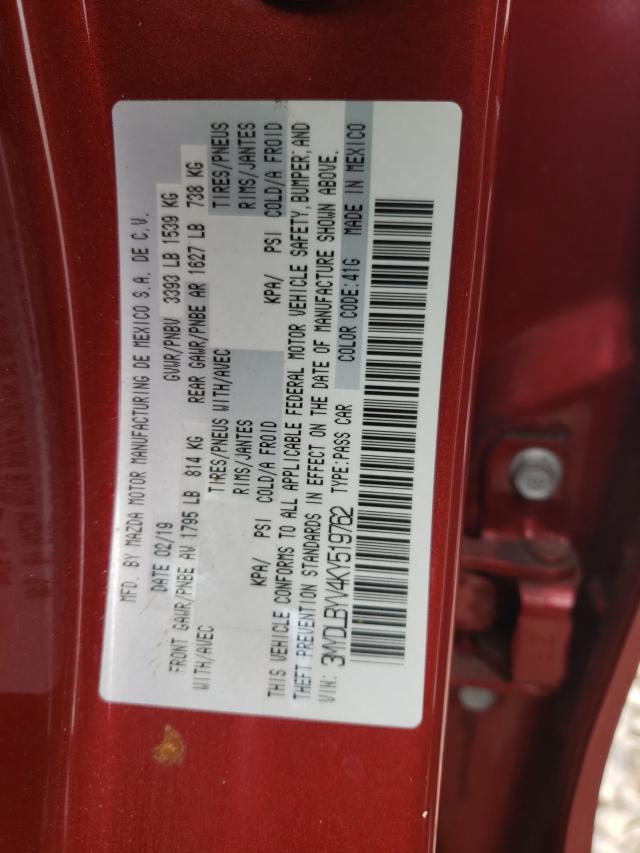 MFD. BY MAZDA MOTOR MANUFACTURING DE MEXICO S.A. DE C.V.
DATE 02/19 GVWR/PNBV 3393 LB 1539 KG
FRONT GAWR/PNBE AV 1795 LB 814 KG REAR GAWR/PNBE AR 1627 LB 738 KG
WITH/AVEC TIRES/PNEUS WITH/AVEC TIRES/PNEUS
RIMS/JANTES RIMS/JANTES
KPA/ PSI COLD/A FROID KPA/ PSI COLD/A FROID
THIS VEHICLE CONFORMS TO ALL APPLICABLE FEDERAL MOTOR VEHICLE SAFETY, BUMPER, AND
THEFT PREVENTION STANDARDS IN EFFECT ON THE DATE OF MANUFACTURE SHOWN ABOVE.
VIN: 3MYDLBYV4KY519762 TYPE:PASS CAR COLOR CODE:41G MADE IN MEXICO